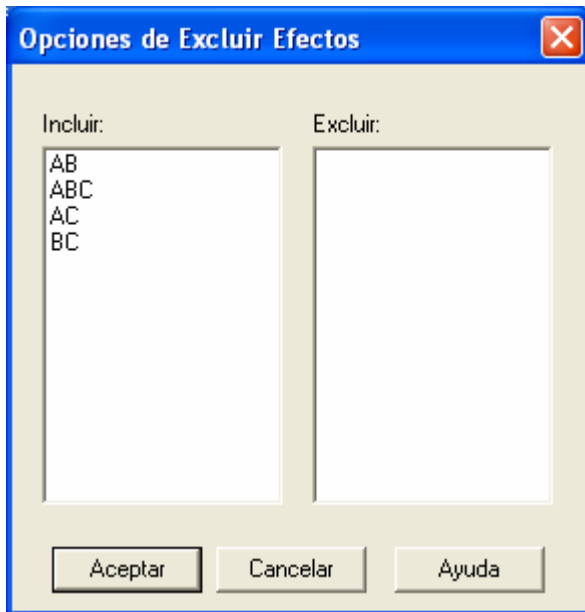 Opciones de Excluir Efectos
Incluir:
Excluir:
AB
ABC
AC
BC
Aceptar
Cancelar
Ayuda